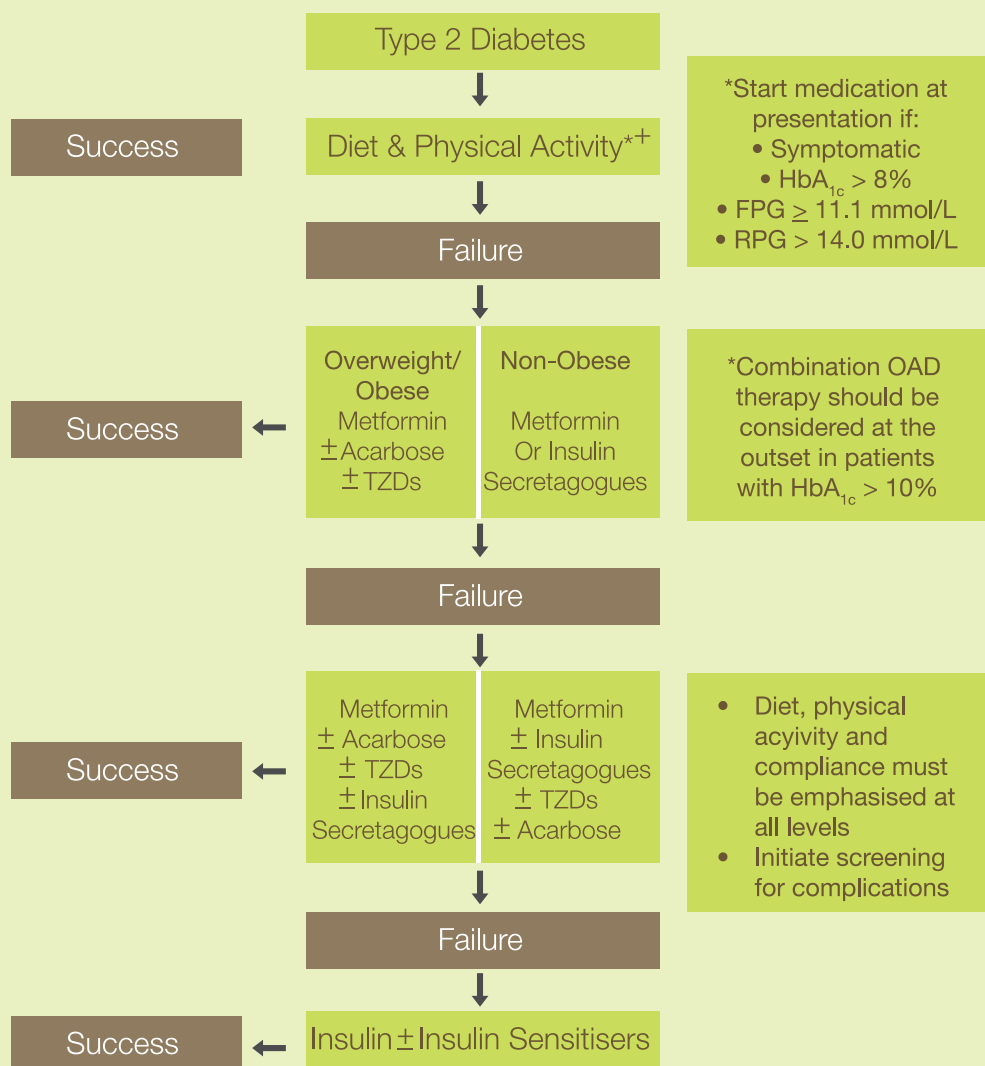 Type 2 Diabetes
Success
Diet & Physical Activity*+
*Start medication at
presentation if:
• Symptomatic
• HbA1c > 8%
• FPG ≥ 11.1 mmol/L
• RPG > 14.0 mmol/L
Failure
Success
Overweight/
Obese
Metformin
±Acarbose
±TZDs
Non-Obese
Metformin
Or Insulin
Secretagogues
*Combination OAD
therapy should be
considered at the
outset in patients
with HbA1c > 10%
Failure
Success
Metformin
± Acarbose
± TZDs
±Insulin
Secretagogues
Metformin
± Insulin
Secretagogues
± TZDs
± Acarbose
• Diet, physical
acyivity and
compliance must
be emphasised at
all levels
• Initiate screening
for complications
Failure
Success
Insulin±Insulin Sensitisers